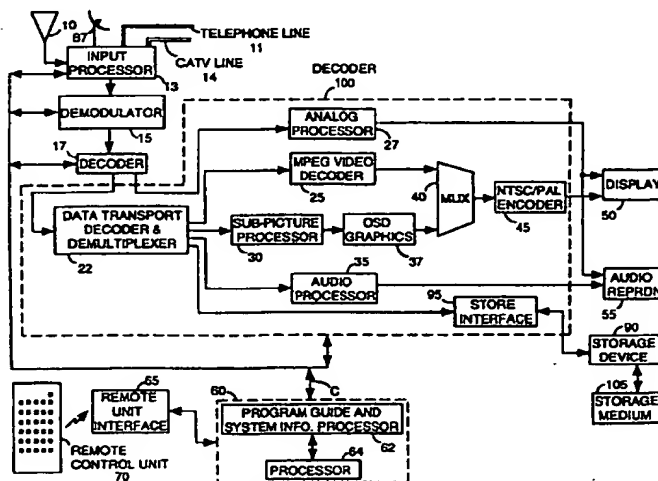 10
87
TELEPHONE LINE
11
CATV LINE
14
INPUT
PROCESSOR
13
DECODER
100
DEMODULATOR
15
ANALOG
PROCESSOR
27
17
DECODER
MPEG VIDEO
DECODER
25
40
MUX
NTSC/PAL
ENCODER
45
DISPLAY
50
DATA TRANSPORT
DECODER &
DEMULTIPLEXER
22
SUB-PICTURE
PROCESSOR
30
OSD
GRAPHICS
37
35
AUDIO
PROCESSOR
95
STORE
INTERFACE
AUDIO
REPRDN
55
90
STORAGE
DEVICE
C
105
STORAGE
MEDIUM
65
REMOTE
UNIT
INTERFACE
60
PROGRAM GUIDE AND
SYSTEM INFO. PROCESSOR
62
64
PROCESSOR
REMOTE
CONTROL UNIT
70